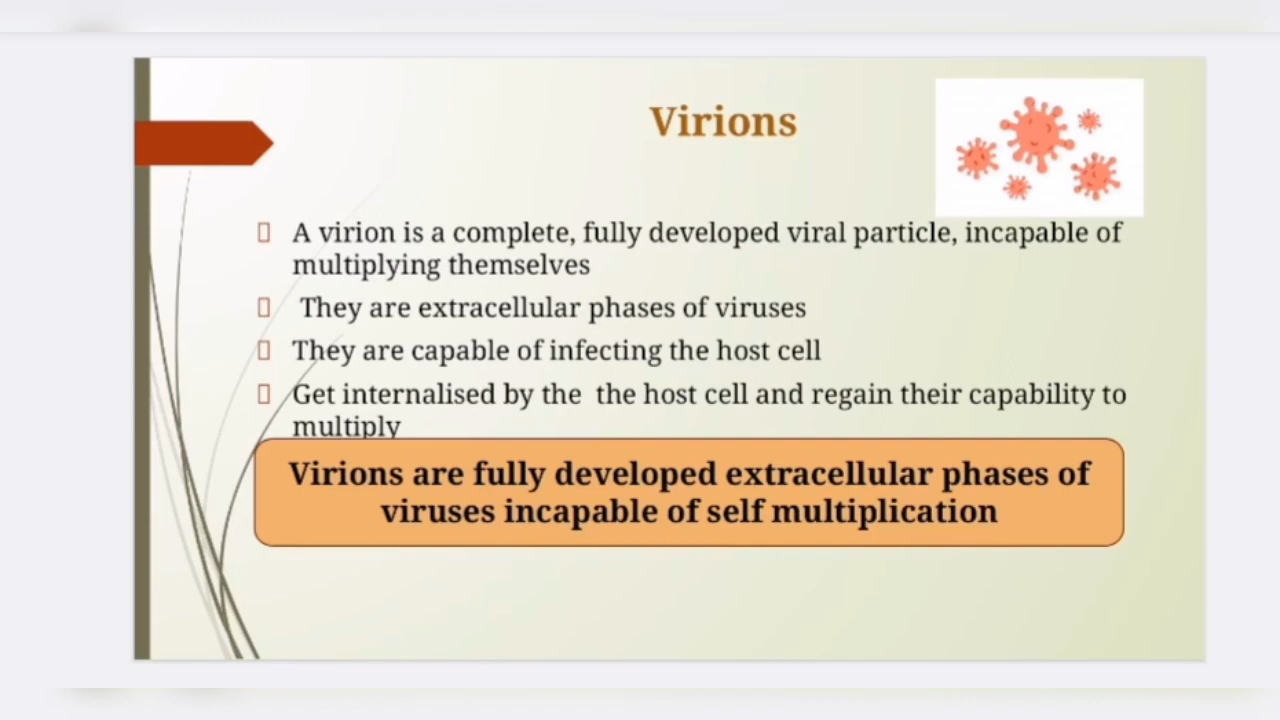 Virions
A virion is a complete, fully developed viral particle, incapable of
multiplying themselves
They are extracellular phases of viruses
They are capable of infecting the host cell
Get internalised by the the host cell and regain their capability to
multiply
Virions are fully developed extracellular phases of
viruses incapable of self multiplication